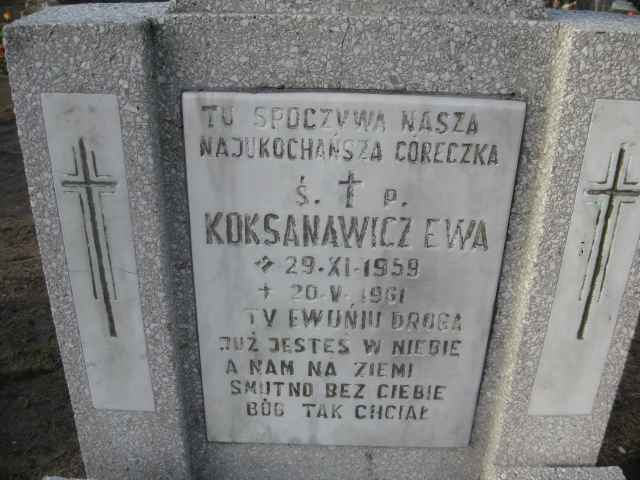 TU SPOCZYWA NASZA
NAJUKOCHAŃSZA CÓRECZKA
Ś. † P.
KOKSANAWICZ EWA
* 29·XI·1959
+ 20·V·1961
TY EWUNIU DROGA
JUŻ JESTEŚ W NIEBIE
A NAM NA ZIEMI
SMUTNO BEZ CIEBIE
BÓG TAK CHCIAŁ